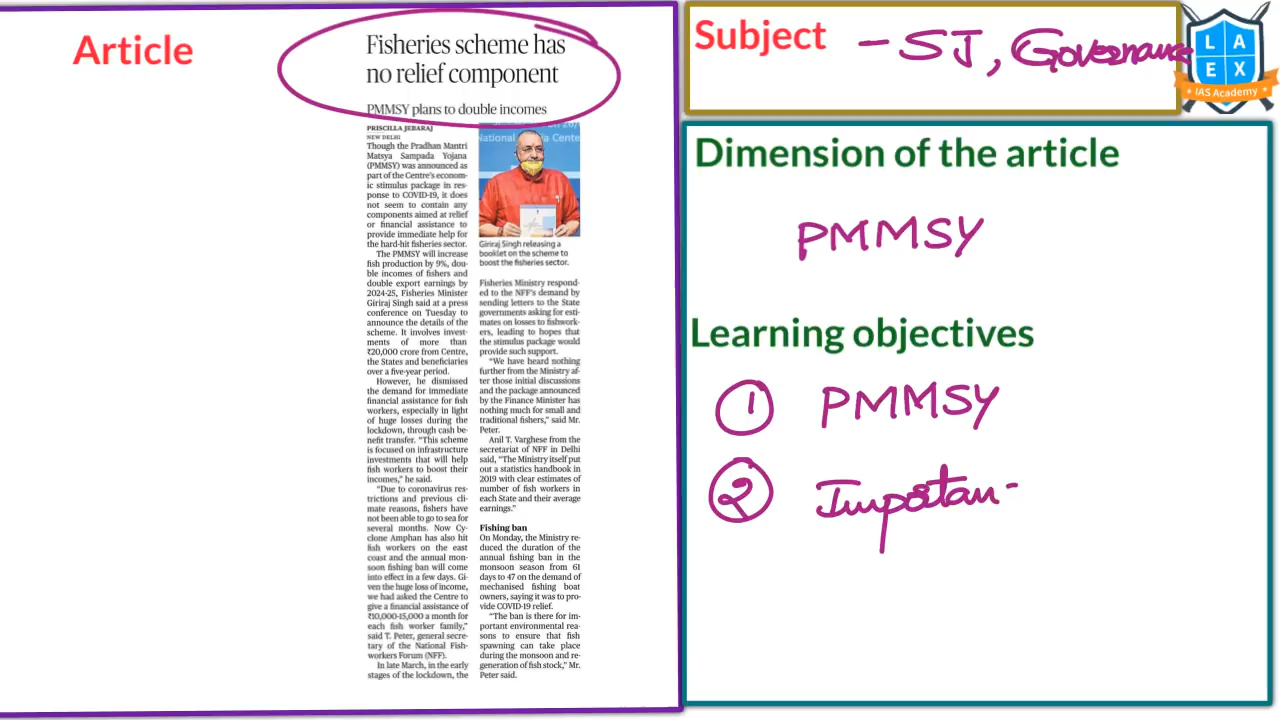 Article
Fisheries scheme has
no relief component
PMMSY plans to double incomes
PRISCILLA JEBARAJ
NEW DELHI
Though the Pradhan Mantri
Matsya Sampada Yojana
(PMMSY) was announced as
part of the Centre's econom-
ic stimulus package in res-
ponse to COVID-19, it does
not seem to contain any
components aimed at relief
or financial assistance to
provide immediate help for
the hard-hit fisheries sector.
The PMMSY will increase
fish production by 9%, dou-
ble incomes of fishers and
double export earnings by
2024-25, Fisheries Minister
Giriraj Singh said at a press
conference on Tuesday to
announce the details of the
scheme. It involves invest-
ments of more than
₹20,000 crore from Centre,
the States and beneficiaries
over a five-year period.
However, he dismissed
the demand for immediate
financial assistance for fish
workers, especially in light
of huge losses during the
lockdown, through cash be-
nefit transfer. “This scheme
is focused on infrastructure
investments that will help
fish workers to boost their
incomes,” he said.
“Due to coronavirus res-
trictions and previous cli-
mate reasons, fishers have
not been able to go to sea for
several months. Now Cy-
clone Amphan has also hit
fish workers on the east
coast and the annual mon-
soon fishing ban will come
into effect in a few days. Gi-
ven the huge loss of income,
we had asked the Centre to
give a financial assistance of
₹10,000-15,000 a month for
each fish worker family,”
said T. Peter, general secre-
tary of the National Fish-
workers Forum (NFF).
In late March, in the early
stages of the lockdown, the
National
Centre
Giriraj Singh releasing a
booklet on the scheme to
boost the fisheries sector.
Fisheries Ministry respond-
ed to the NFF's demand by
sending letters to the State
governments asking for esti-
mates on losses to fishwork-
ers, leading to hopes that
the stimulus package would
provide such support.
“We have heard nothing
further from the Ministry af-
ter those initial discussions
and the package announced
by the Finance Minister has
nothing much for small and
traditional fishers,” said Mr.
Peter.
Anil T. Varghese from the
secretariat of NFF in Delhi
said, “The Ministry itself put
out a statistics handbook in
2019 with clear estimates of
number of fish workers in
each State and their average
earnings.”
Fishing ban
On Monday, the Ministry re-
duced the duration of the
annual fishing ban in the
monsoon season from 61
days to 47 on the demand of
mechanised fishing boat
owners, saying it was to pro-
vide COVID-19 relief.
“The ban is there for im-
portant environmental rea-
sons to ensure that fish
spawning can take place
during the monsoon and re-
generation of fish stock,” Mr.
Peter said.
Subject - SJ, Governance
L A
E X
IAS Academy
Dimension of the article
PMMSY
Learning objectives
1 PMMSY
2 Importan-